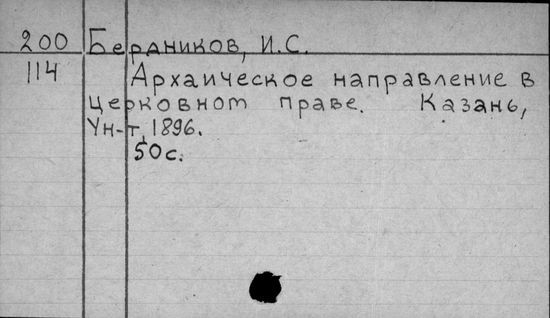 200 Бердников, И.С.
114 Архаическое направление в
церковном праве. Казань,
Ун-т, 1896.
50с.